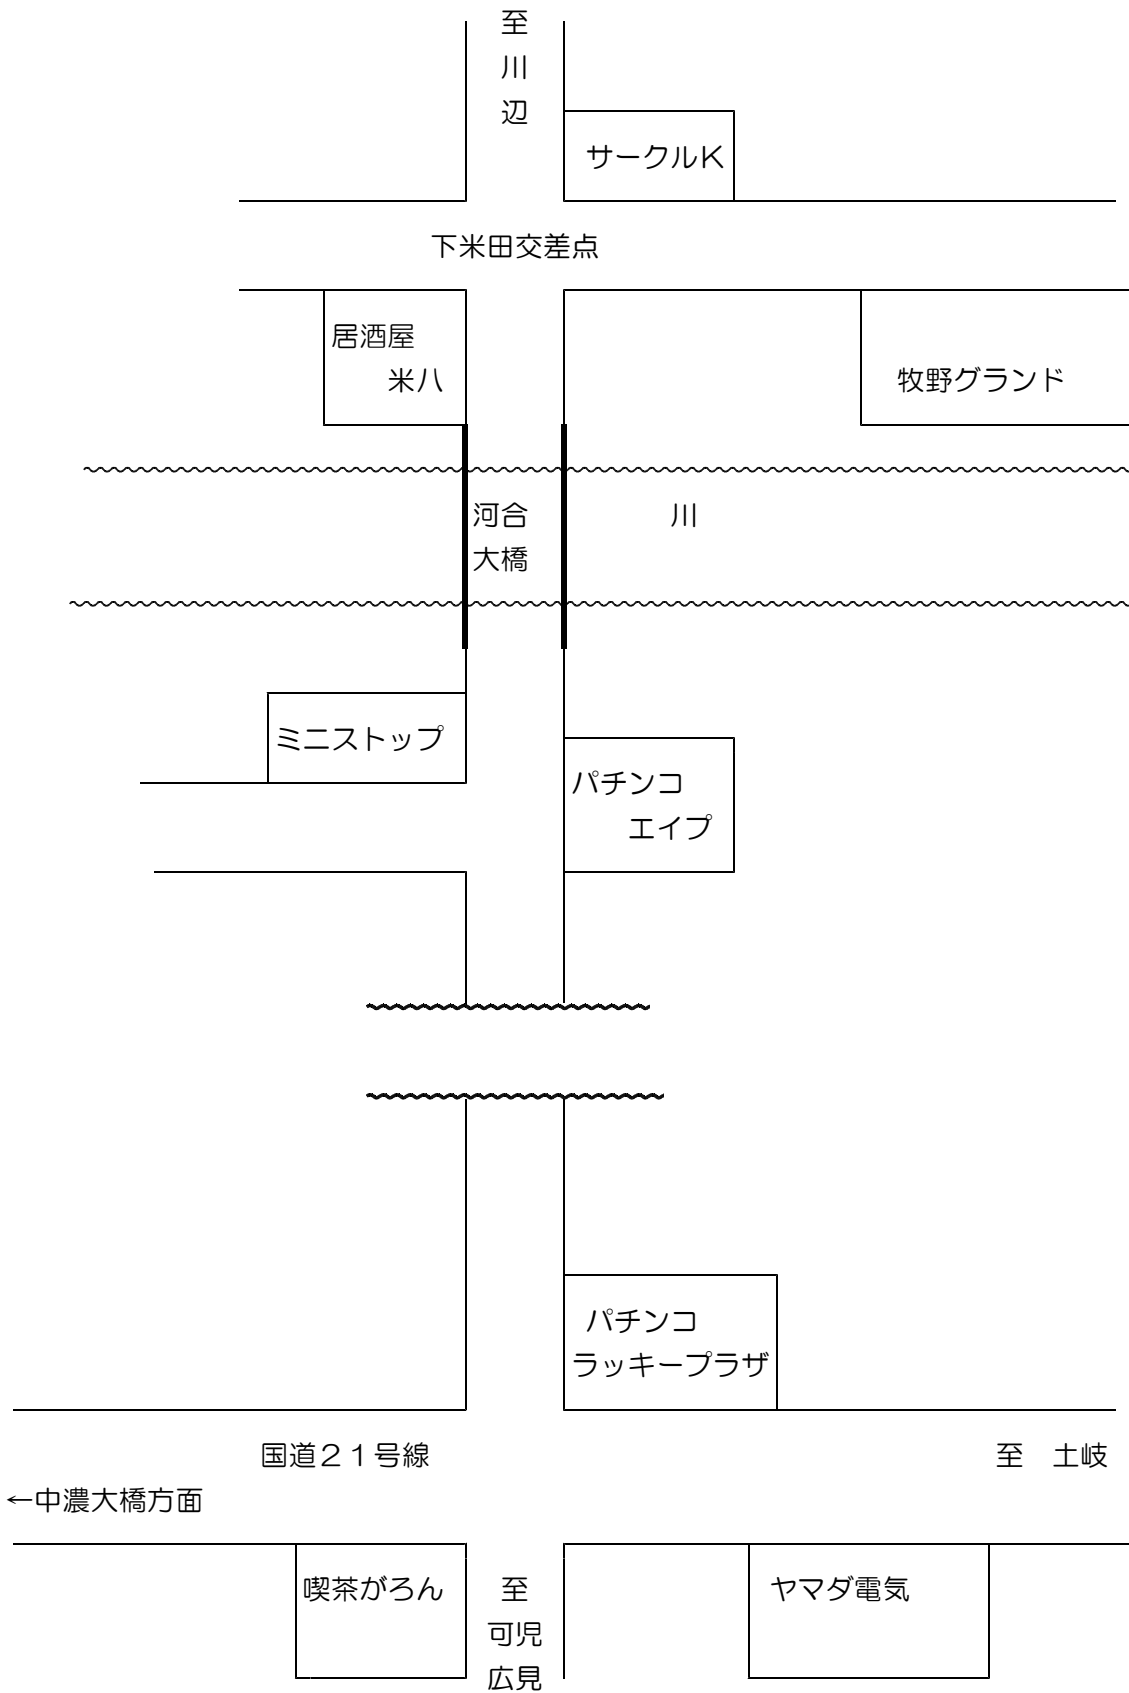 至
川
辺
サークルK
下米田交差点
居酒屋
米八
牧野グランド
河合
大橋
川
ミニストップ
パチンコ
エイプ
パチンコ
ラッキープラザ
国道21号線
至 土岐
←中濃大橋方面
喫茶がろん
至
可児
広見
ヤマダ電気